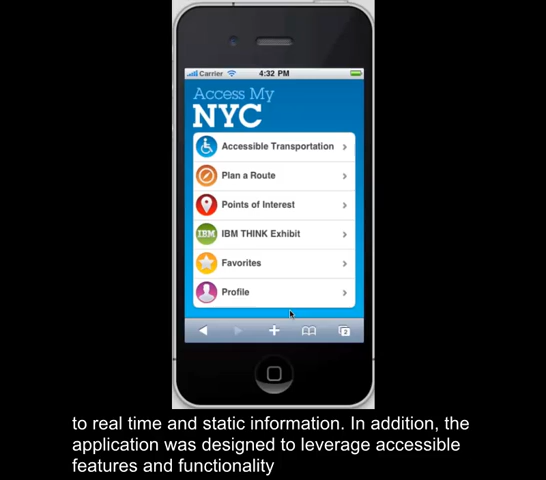 Carrier 4:32 PM
Access My
NYC
Accessible Transportation
Plan a Route
Points of Interest
IBM IBM THINK Exhibit
Favorites
Profile
2
to real time and static information. In addition, the
application was designed to leverage accessible
features and functionality